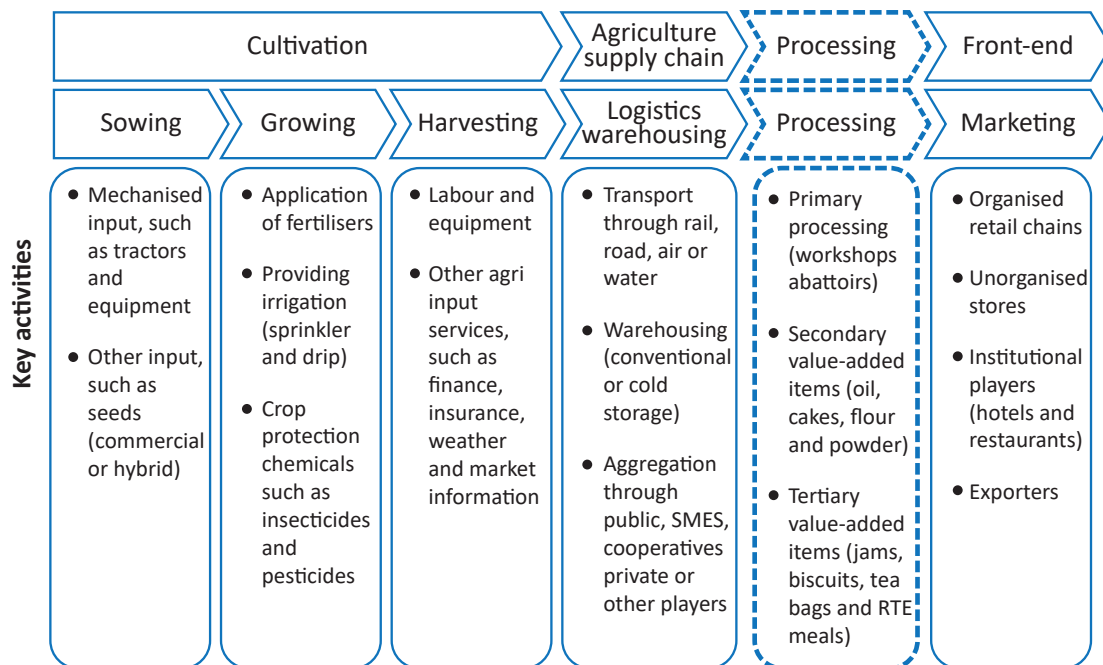 Cultivation
Agriculture
supply chain
Processing
Front-end
Sowing
Growing
Harvesting
Logistics
warehousing
Processing
Marketing
Key activities
● Mechanised
input, such
as tractors
and
equipment
● Other input,
such as
seeds
(commercial
or hybrid)
● Application
of fertilisers
● Providing
irrigation
(sprinkler
and drip)
● Crop
protection
chemicals
such as
insecticides
and
pesticides
● Labour and
equipment
● Other agri
input
services,
such as
finance,
insurance,
weather
and market
information
● Transport
through rail,
road, air or
water
● Warehousing
(conventional
or cold
storage)
● Aggregation
through
public, SMES,
cooperatives
private or
other players
● Primary
processing
(workshops
abattoirs)
● Secondary
value-added
items (oil,
cakes, flour
and powder)
● Tertiary
value-added
items (jams,
biscuits, tea
bags and RTE
meals)
● Organised
retail chains
● Unorganised
stores
● Institutional
players
(hotels and
restaurants)
● Exporters